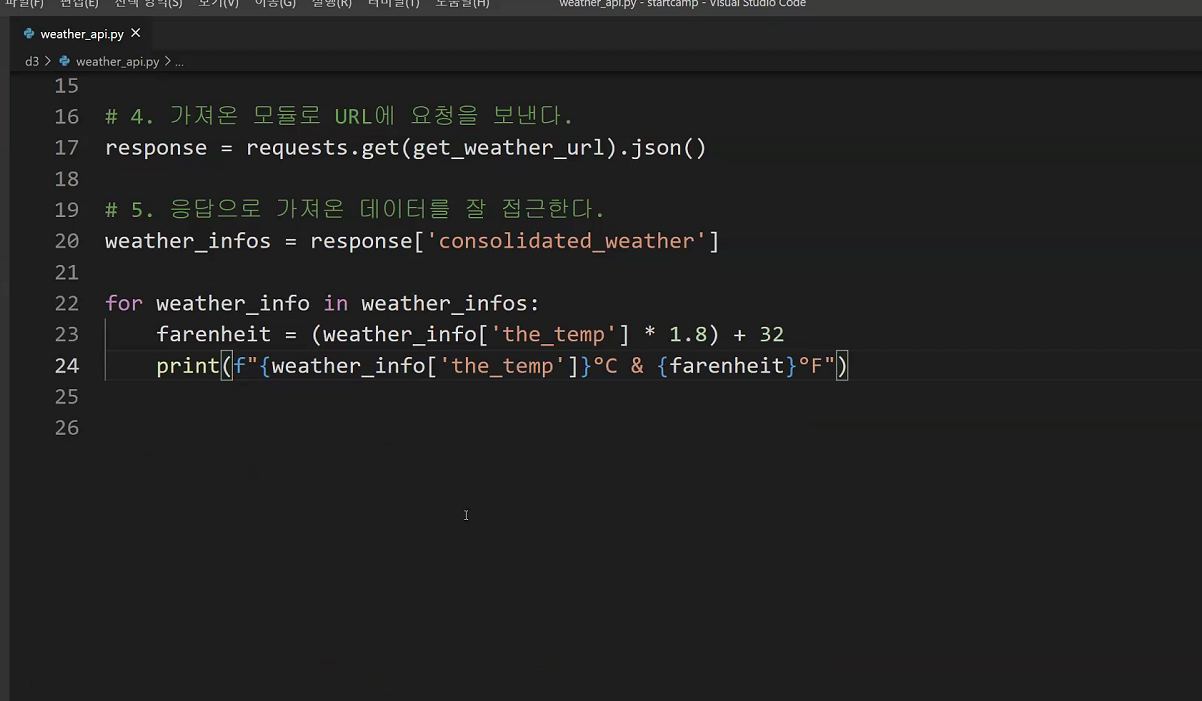 파일(F) 편집(E) 선택 영역(S) 보기(V) 이동(G) 실행(R) 터미널(T) 도움말(H) weather_api.py - startcamp - Visual Studio Code
weather_api.py ×
d3 > weather_api.py > ...
15
16 # 4. 가져온 모듈로 URL에 요청을 보낸다.
17 response = requests.get(get_weather_url).json()
18
19 # 5. 응답으로 가져온 데이터를 잘 접근한다.
20 weather_infos = response['consolidated_weather']
21
22 for weather_info in weather_infos:
23 farenheit = (weather_info['the_temp'] * 1.8) + 32
24 print(f"{weather_info['the_temp']}°C & {farenheit}°F")
25
26